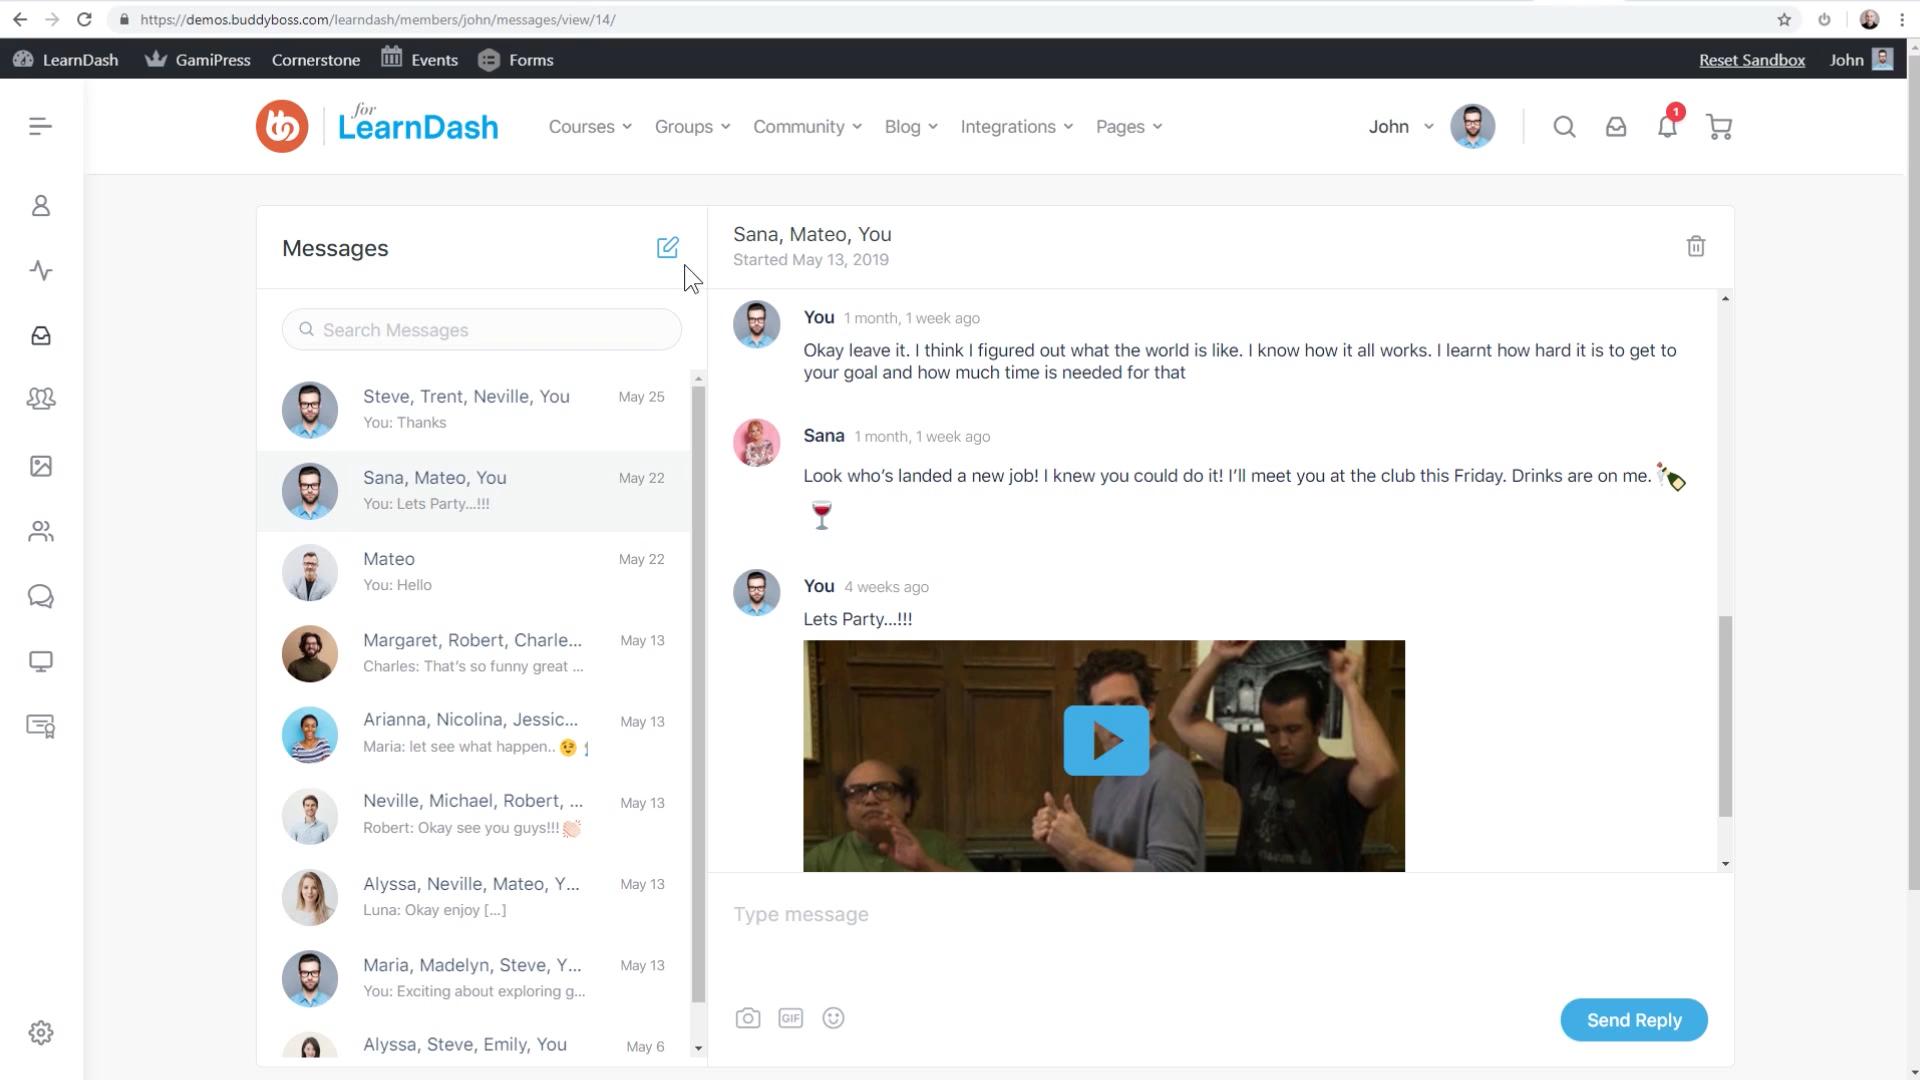 https://demos.buddyboss.com/learndash/members/john/messages/view/14/
LearnDash GamiPress Cornerstone Events Forms
Reset Sandbox John
for
LearnDash
Courses Groups Community Blog Integrations Pages
John
1
Messages
Search Messages
Steve, Trent, Neville, You May 25
You: Thanks
Sana, Mateo, You May 22
You: Lets Party...!!!
Mateo May 22
You: Hello
Margaret, Robert, Charle... May 13
Charles: That's so funny great ...
Arianna, Nicolina, Jessic... May 13
Maria: let see what happen.. 😉
Neville, Michael, Robert, ... May 13
Robert: Okay see you guys!!! 👏🏻
Alyssa, Neville, Mateo, Y... May 13
Luna: Okay enjoy [...]
Maria, Madelyn, Steve, Y... May 13
You: Exciting about exploring g...
Alyssa, Steve, Emily, You May 6
Sana, Mateo, You
Started May 13, 2019
You 1 month, 1 week ago
Okay leave it. I think I figured out what the world is like. I know how it all works. I learnt how hard it is to get to
your goal and how much time is needed for that
Sana 1 month, 1 week ago
Look who's landed a new job! I knew you could do it! I'll meet you at the club this Friday. Drinks are on me. 🍾
🍷
You 4 weeks ago
Lets Party...!!!
Type message
GIF
Send Reply